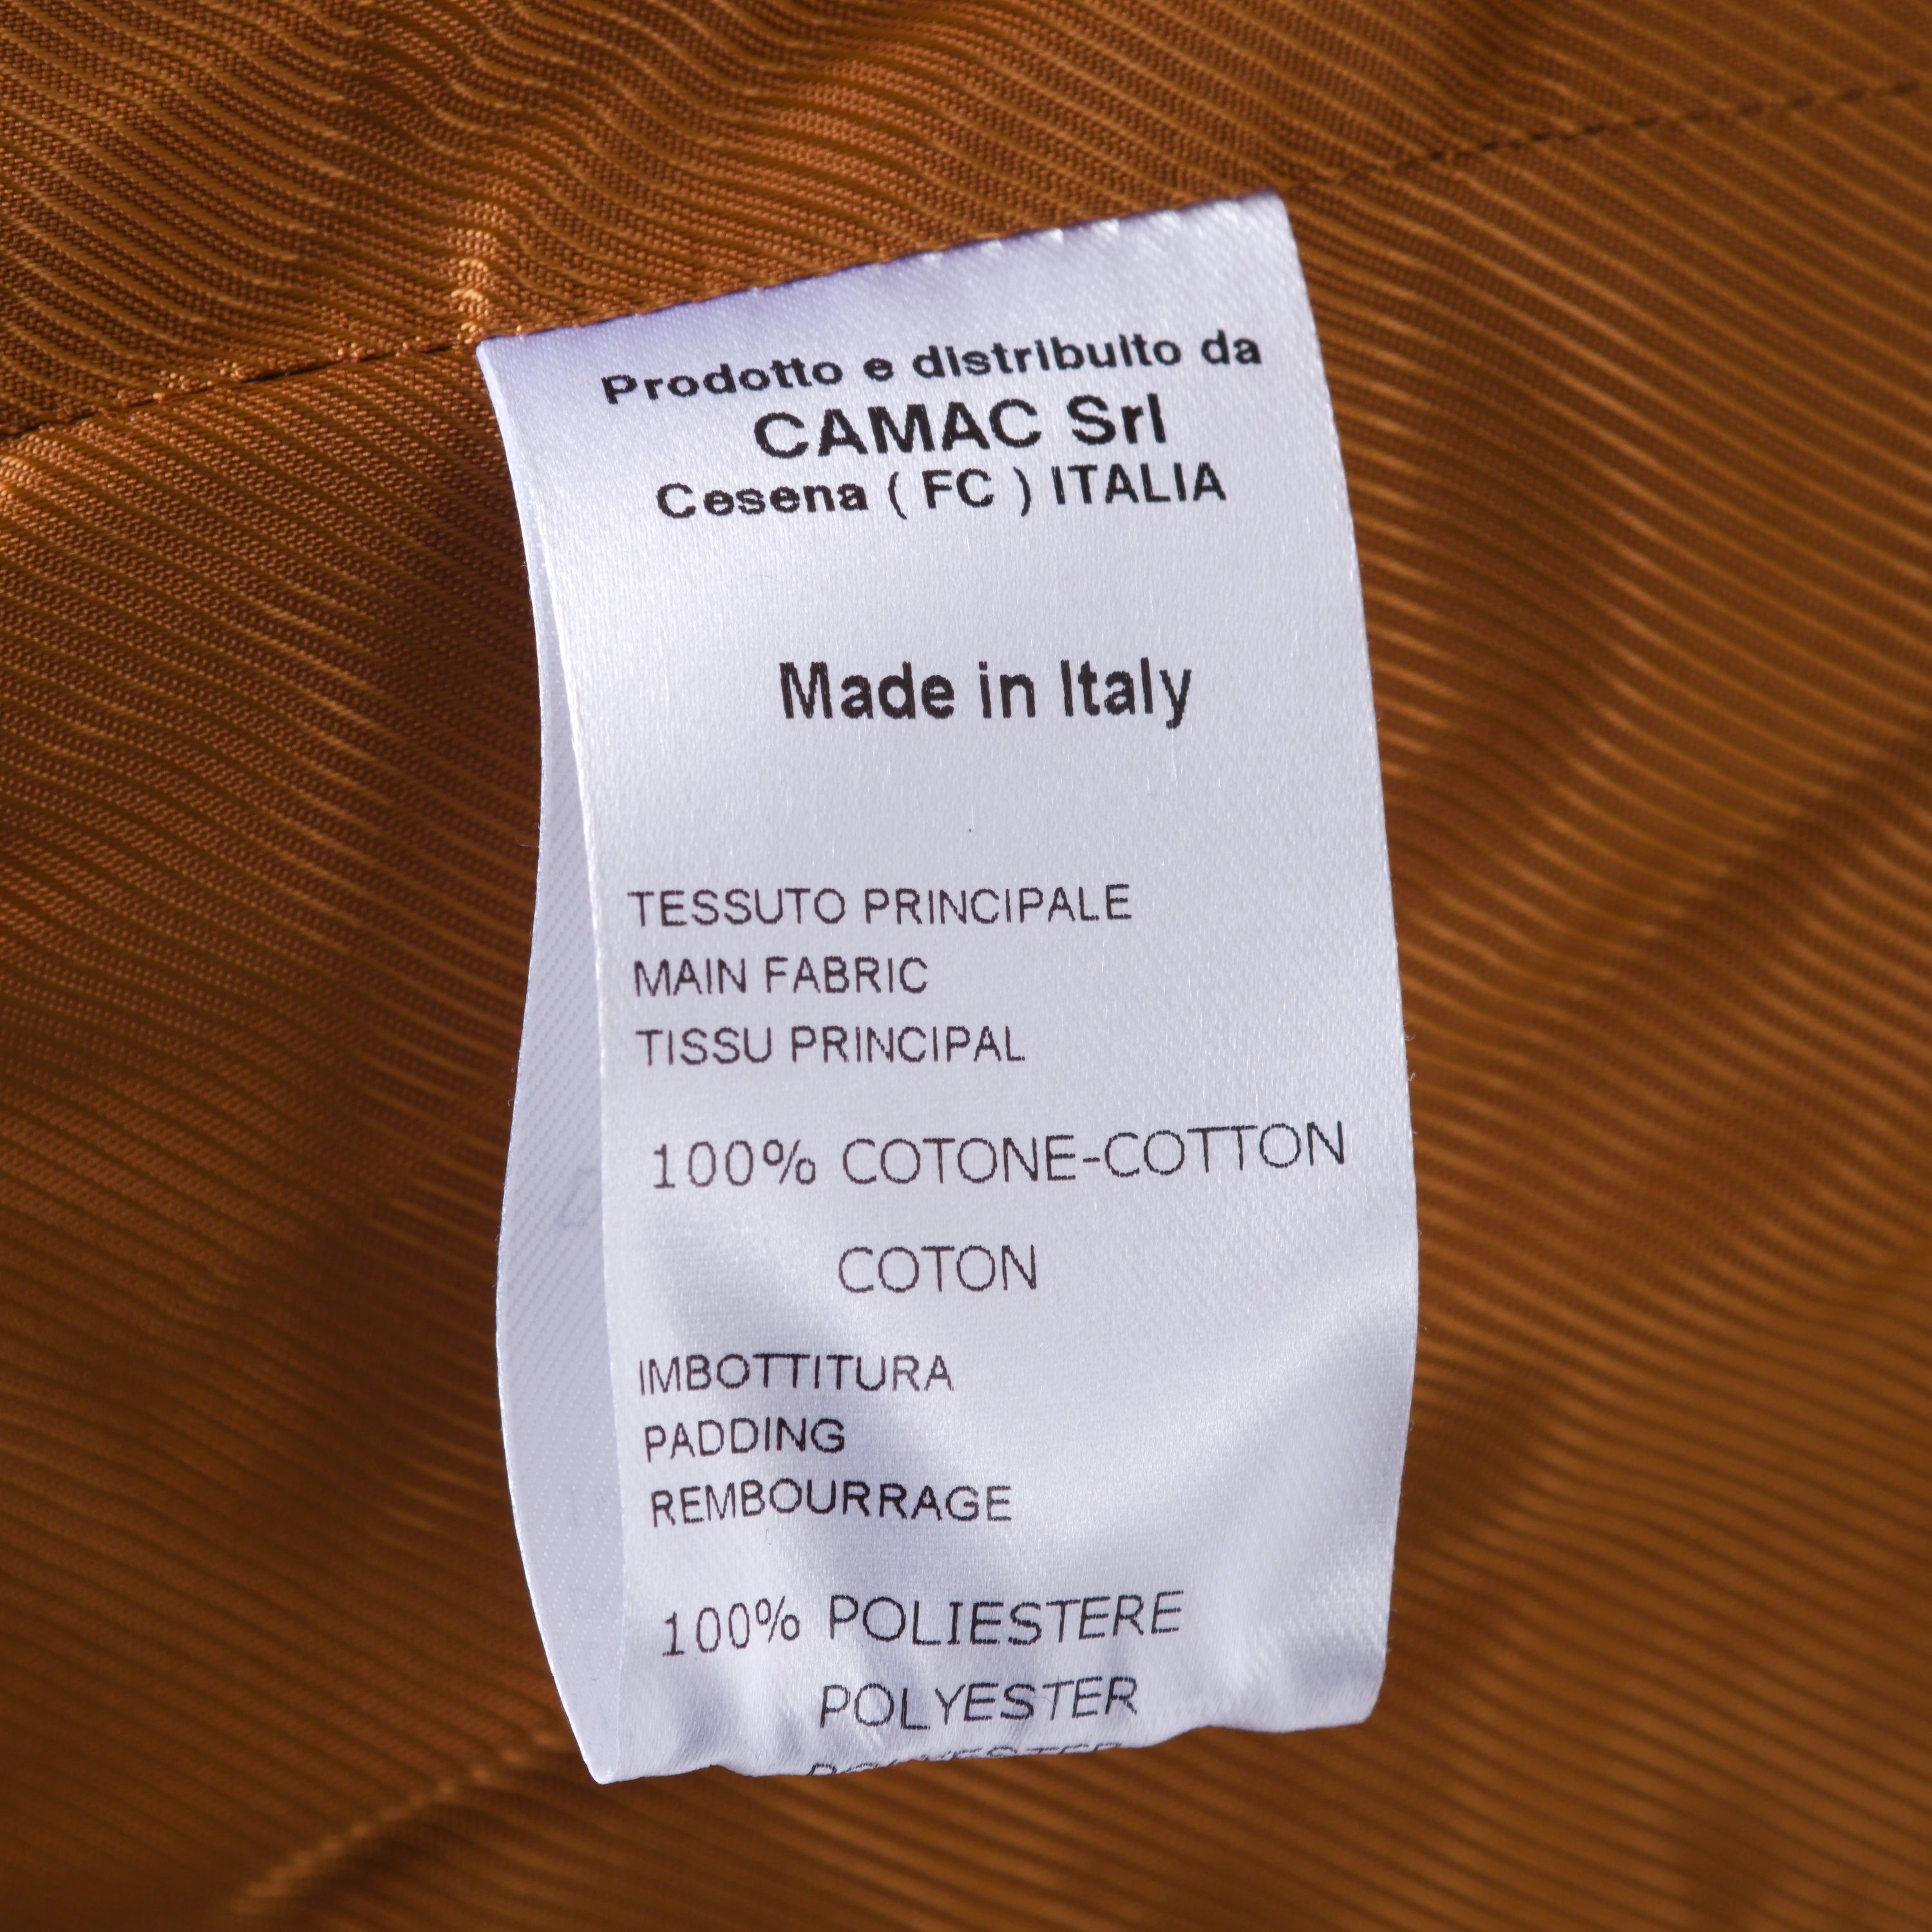 Prodotto e distribuito da
CAMAC Srl
Cesena ( FC ) ITALIA
Made in Italy
TESSUTO PRINCIPALE
MAIN FABRIC
TISSU PRINCIPAL
100% COTONE-COTTON
COTON
IMBOTTITURA
PADDING
REMBOURRAGE
100% POLIESTERE
POLYESTER
POLYESTER